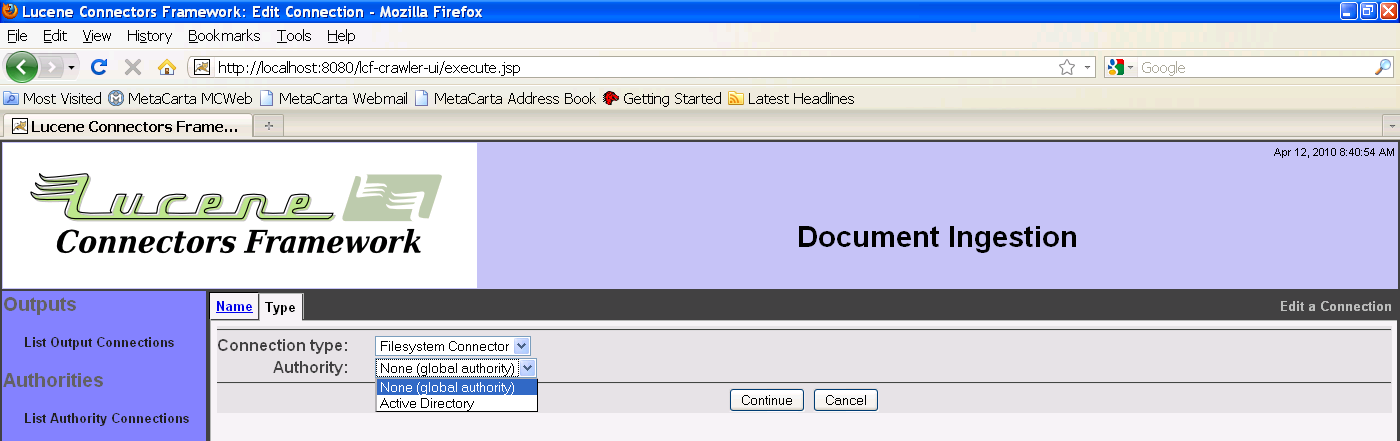 Lucene Connectors Framework: Edit Connection - Mozilla Firefox
File Edit View History Bookmarks Tools Help
http://localhost:8080/lcf-crawler-ui/execute.jsp
Google
Most Visited MetaCarta MCWeb MetaCarta Webmail MetaCarta Address Book Getting Started Latest Headlines
Lucene Connectors Frame...
Apr 12, 2010 8:40:54 AM
Lucene
Connectors Framework
Document Ingestion
Outputs
List Output Connections
Authorities
List Authority Connections
Name Type
Edit a Connection
Connection type: Filesystem Connector
Authority: None (global authority)
None (global authority)
Active Directory
Continue Cancel